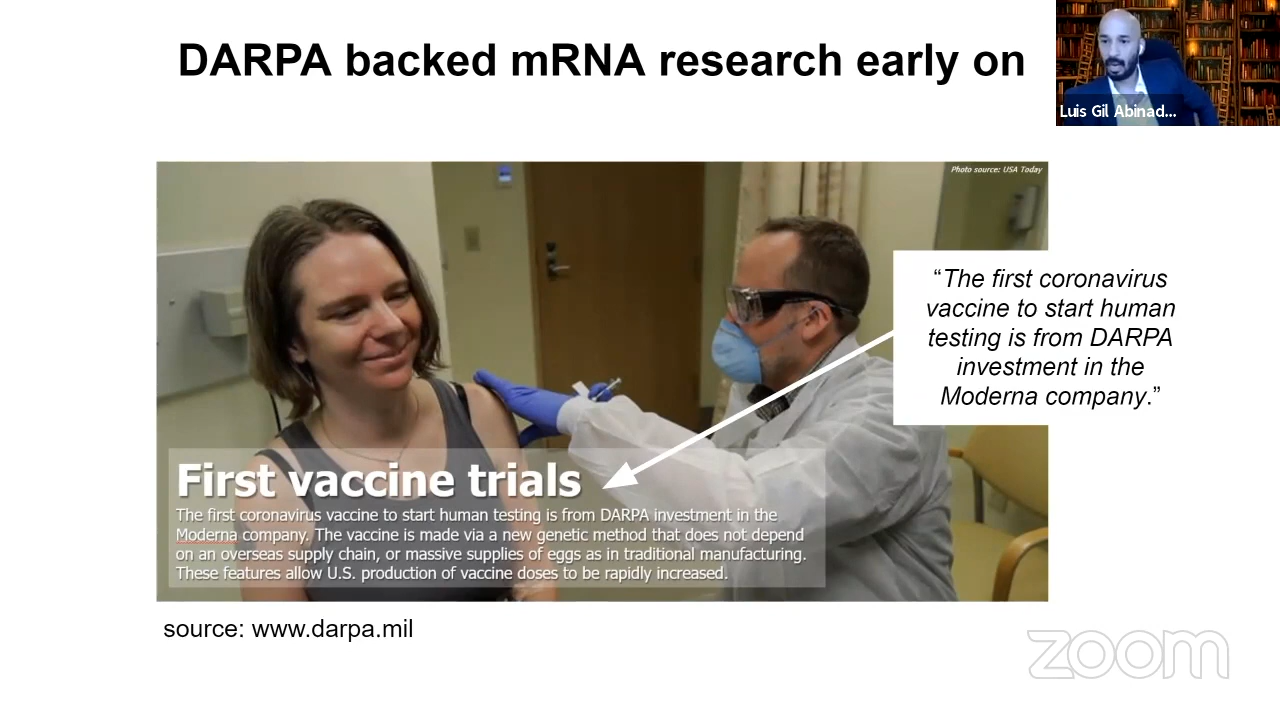 DARPA backed mRNA research early on
Luis Gil Abinad...
Photo source: USA Today
“The first coronavirus
vaccine to start human
testing is from DARPA
investment in the
Moderna company.”
First vaccine trials
The first coronavirus vaccine to start human testing is from DARPA investment in the
Moderna company. The vaccine is made via a new genetic method that does not depend
on an overseas supply chain, or massive supplies of eggs as in traditional manufacturing.
These features allow U.S. production of vaccine doses to be rapidly increased.
source: www.darpa.mil
zoom